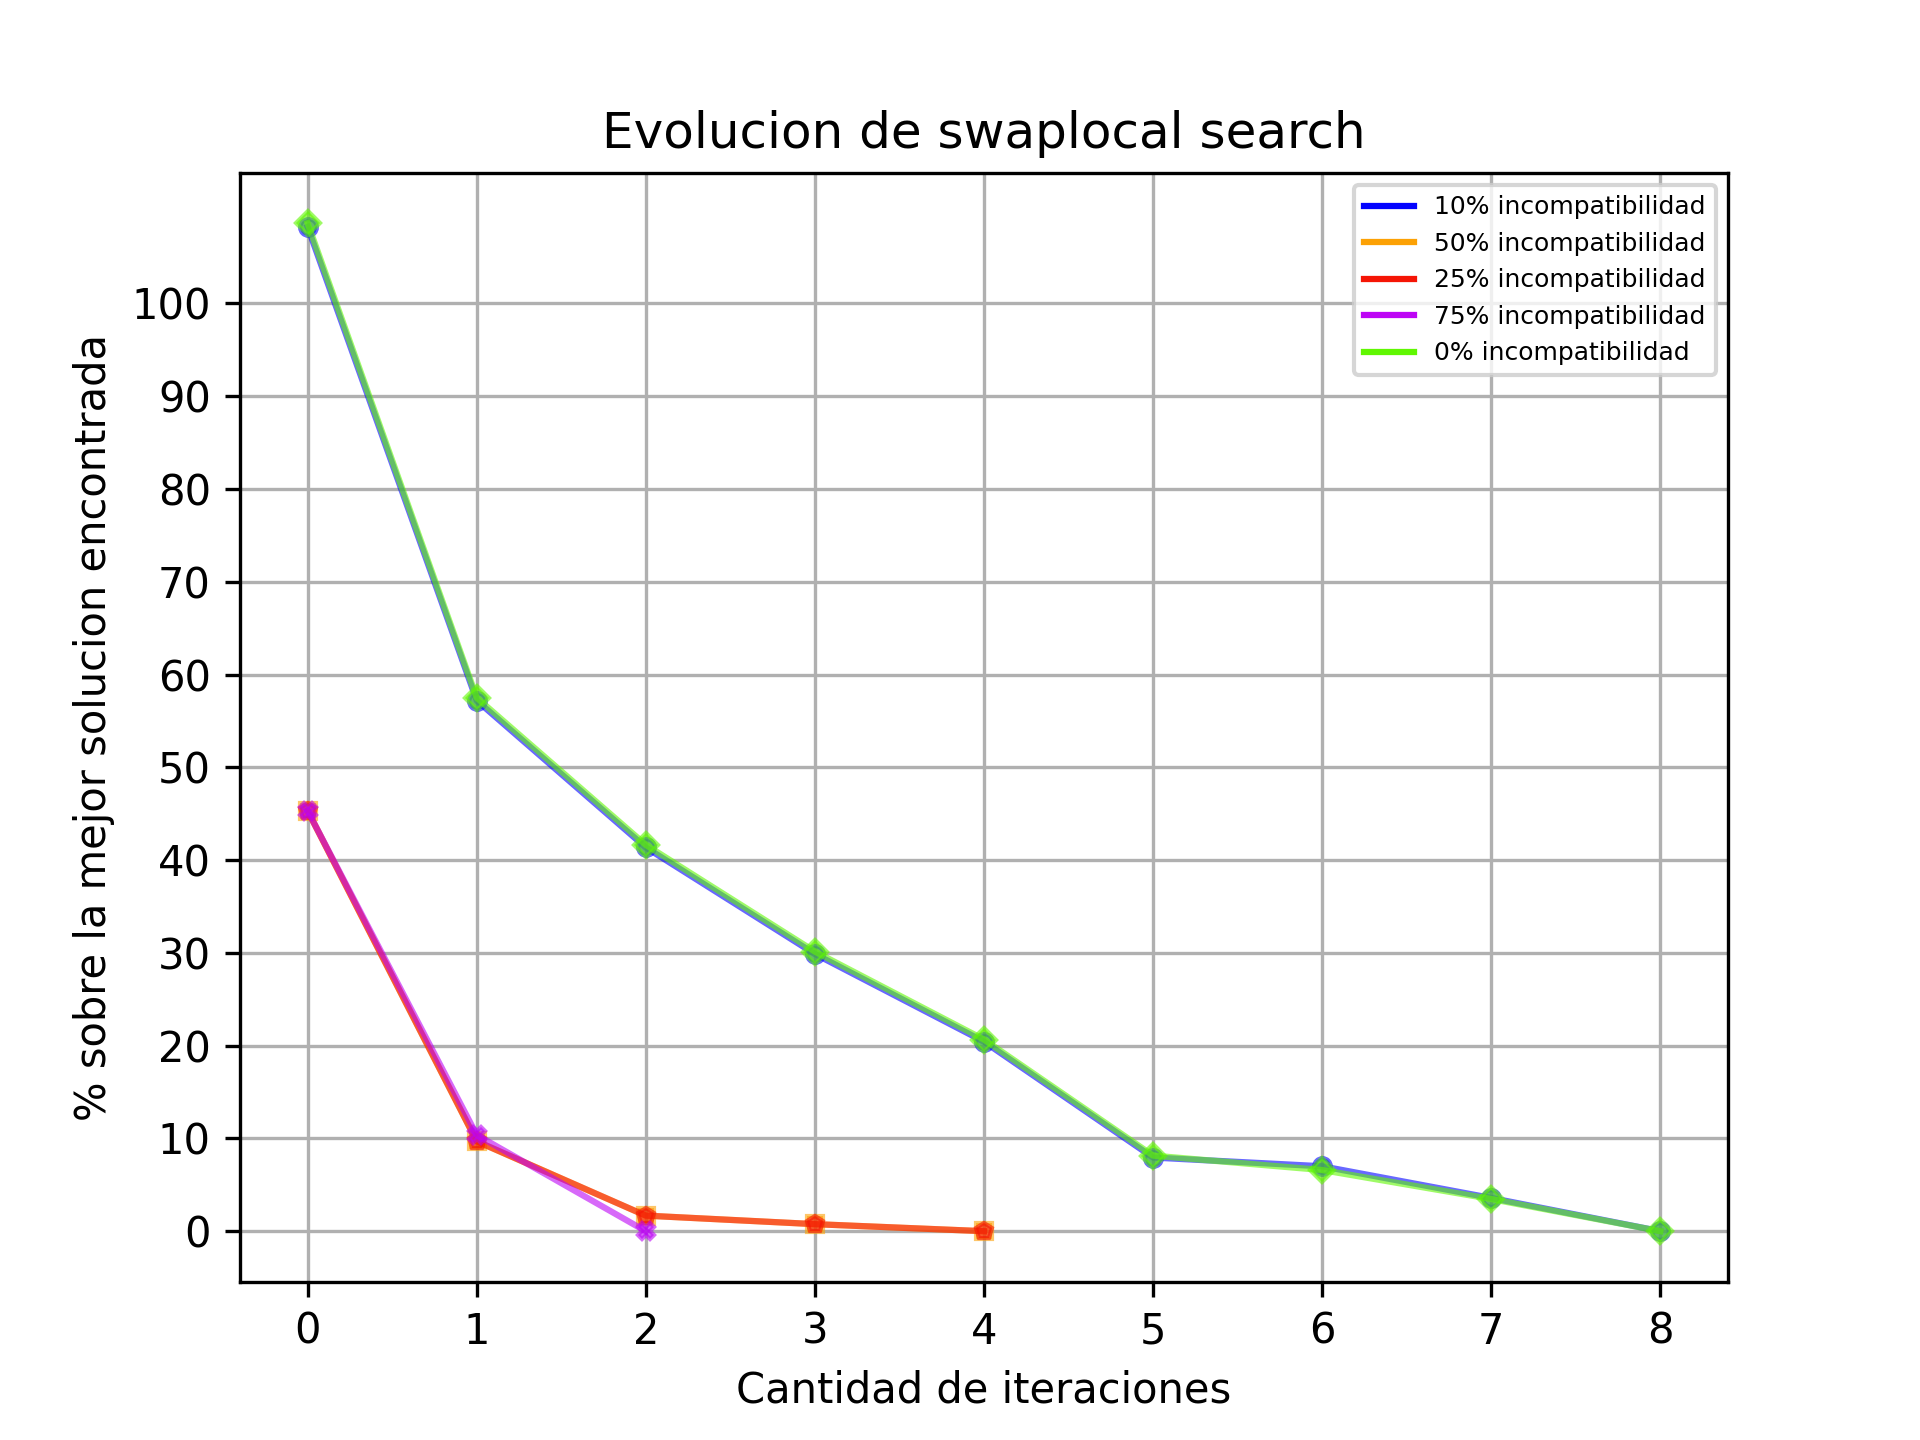 Evolucion de swaplocal search
10% incompatibilidad
50% incompatibilidad
25% incompatibilidad
75% incompatibilidad
0% incompatibilidad
% sobre la mejor solucion encontrada
100
90
80
70
60
50
40
30
20
10
0
0 1 2 3 4 5 6 7 8
Cantidad de iteraciones